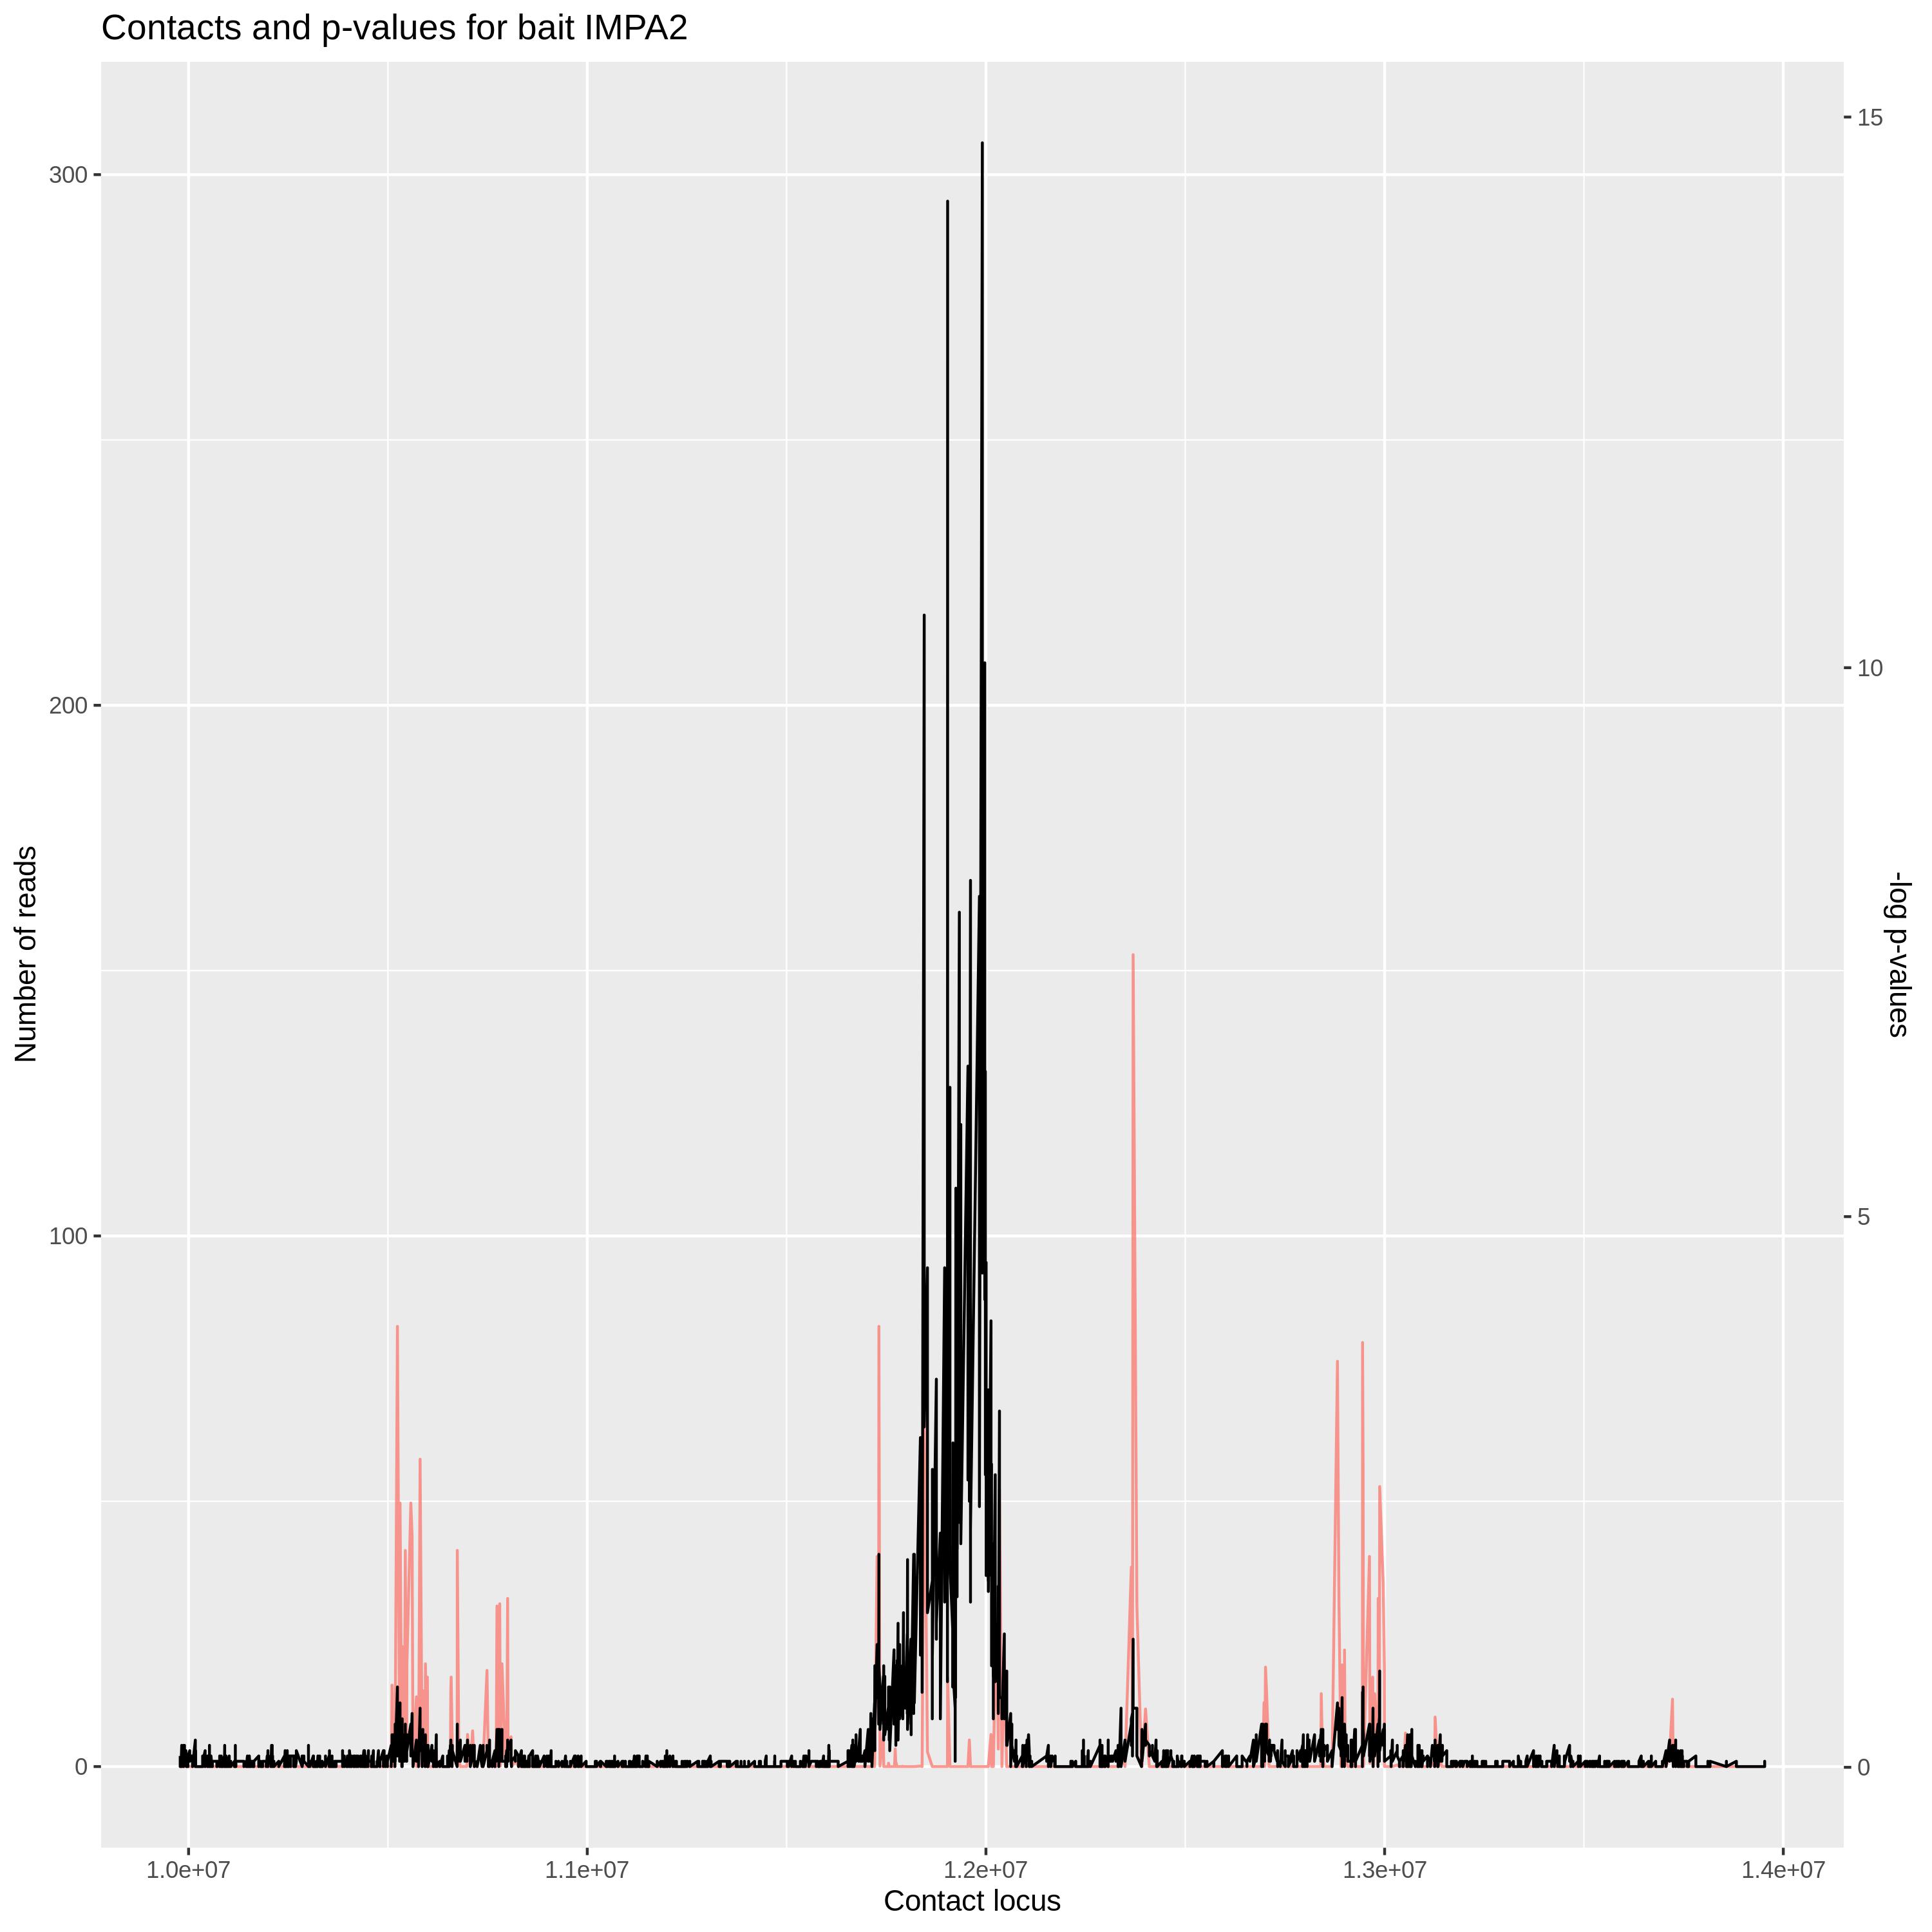 Contacts and p-values for bait IMPA2
300
200
100
0
Number of reads
15
10
5
0
-log p-values
1.0e+07
1.1e+07
1.2e+07
1.3e+07
1.4e+07
Contact locus